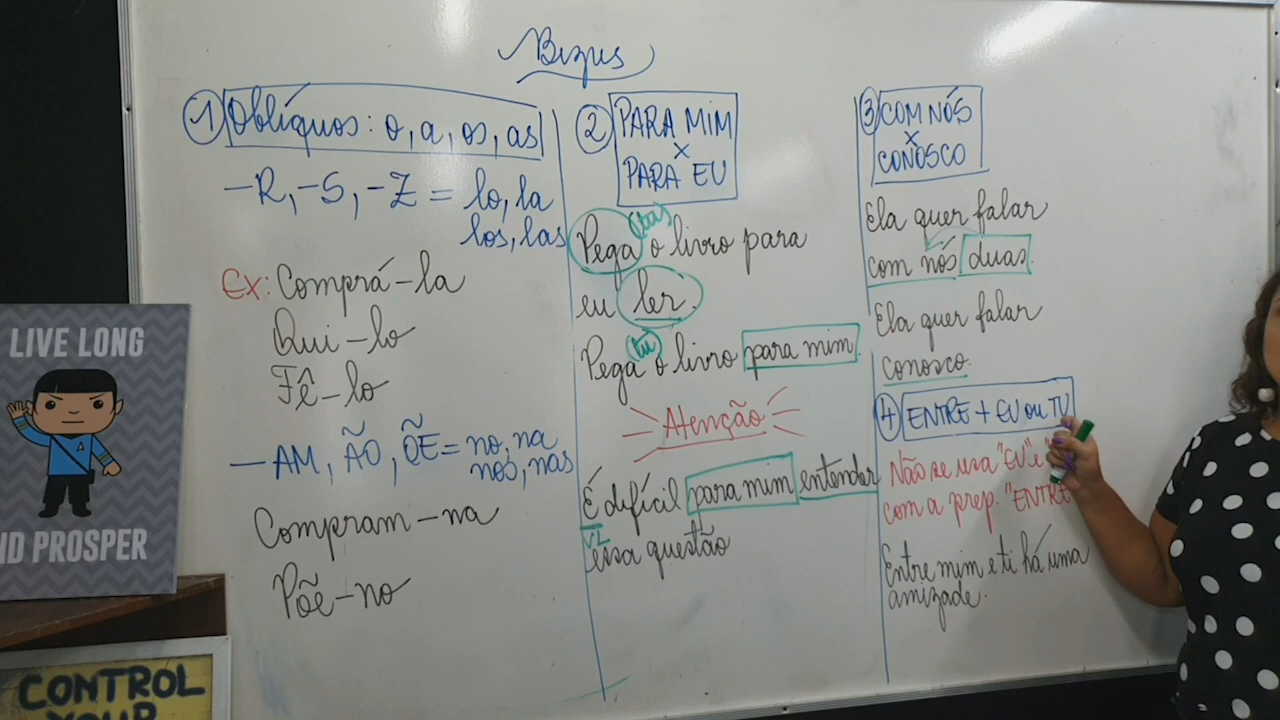 Bizus
1 Oblíquos: o, a, os, as
-R, -S, -Z = lo, la
los, las
Ex: Comprá-la
Qui-lo
Fê-lo
-AM, ÃO, ÕE = no, na
nos, nas
Compram-na
Põe-no
2 PARA MIM
X
PARA EU
(tas)
Pega o livro para
eu ler.
(tu)
Pega o livro para mim.
Atenção
É difícil para mim entender
VL
essa questão
3 COM NÓS
X
CONOSCO
Ela quer falar
com nós duas.
Ela quer falar
conosco.
4 ENTRE + EU ou TU
Não se usa "EU" e
com a prep. "ENTRE
Entre mim e ti há uma
amizade.
LIVE LONG
ND PROSPER
CONTROL
YOUR